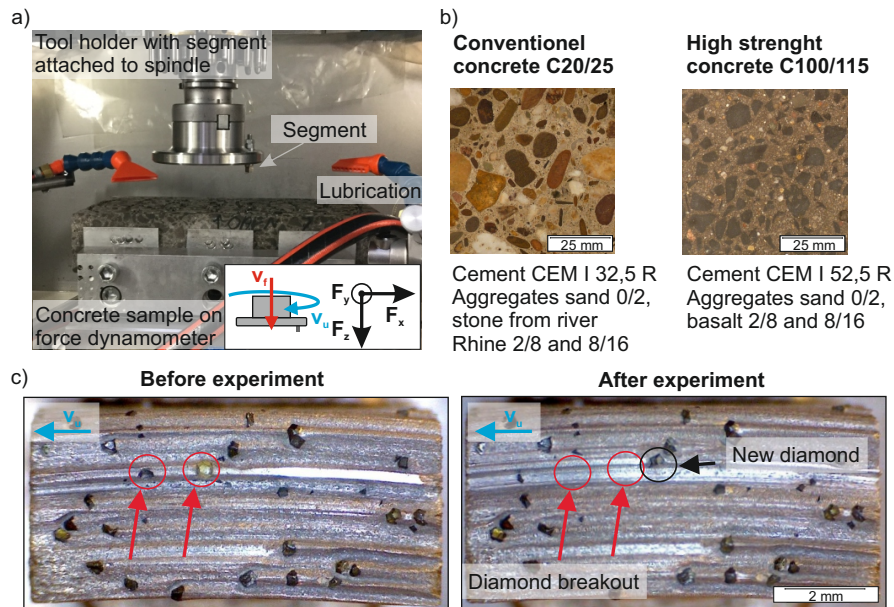 a)
Tool holder with segment
attached to spindle
Segment
Lubrication
Concrete sample on
force dynamometer
v_f
v_u
F_y
F_x
F_z
b)
Conventionel
concrete C20/25
25 mm
Cement CEM I 32,5 R
Aggregates sand 0/2,
stone from river
Rhine 2/8 and 8/16
High strenght
concrete C100/115
25 mm
Cement CEM I 52,5 R
Aggregates sand 0/2,
basalt 2/8 and 8/16
c)
Before experiment
After experiment
v_u
New diamond
Diamond breakout
2 mm